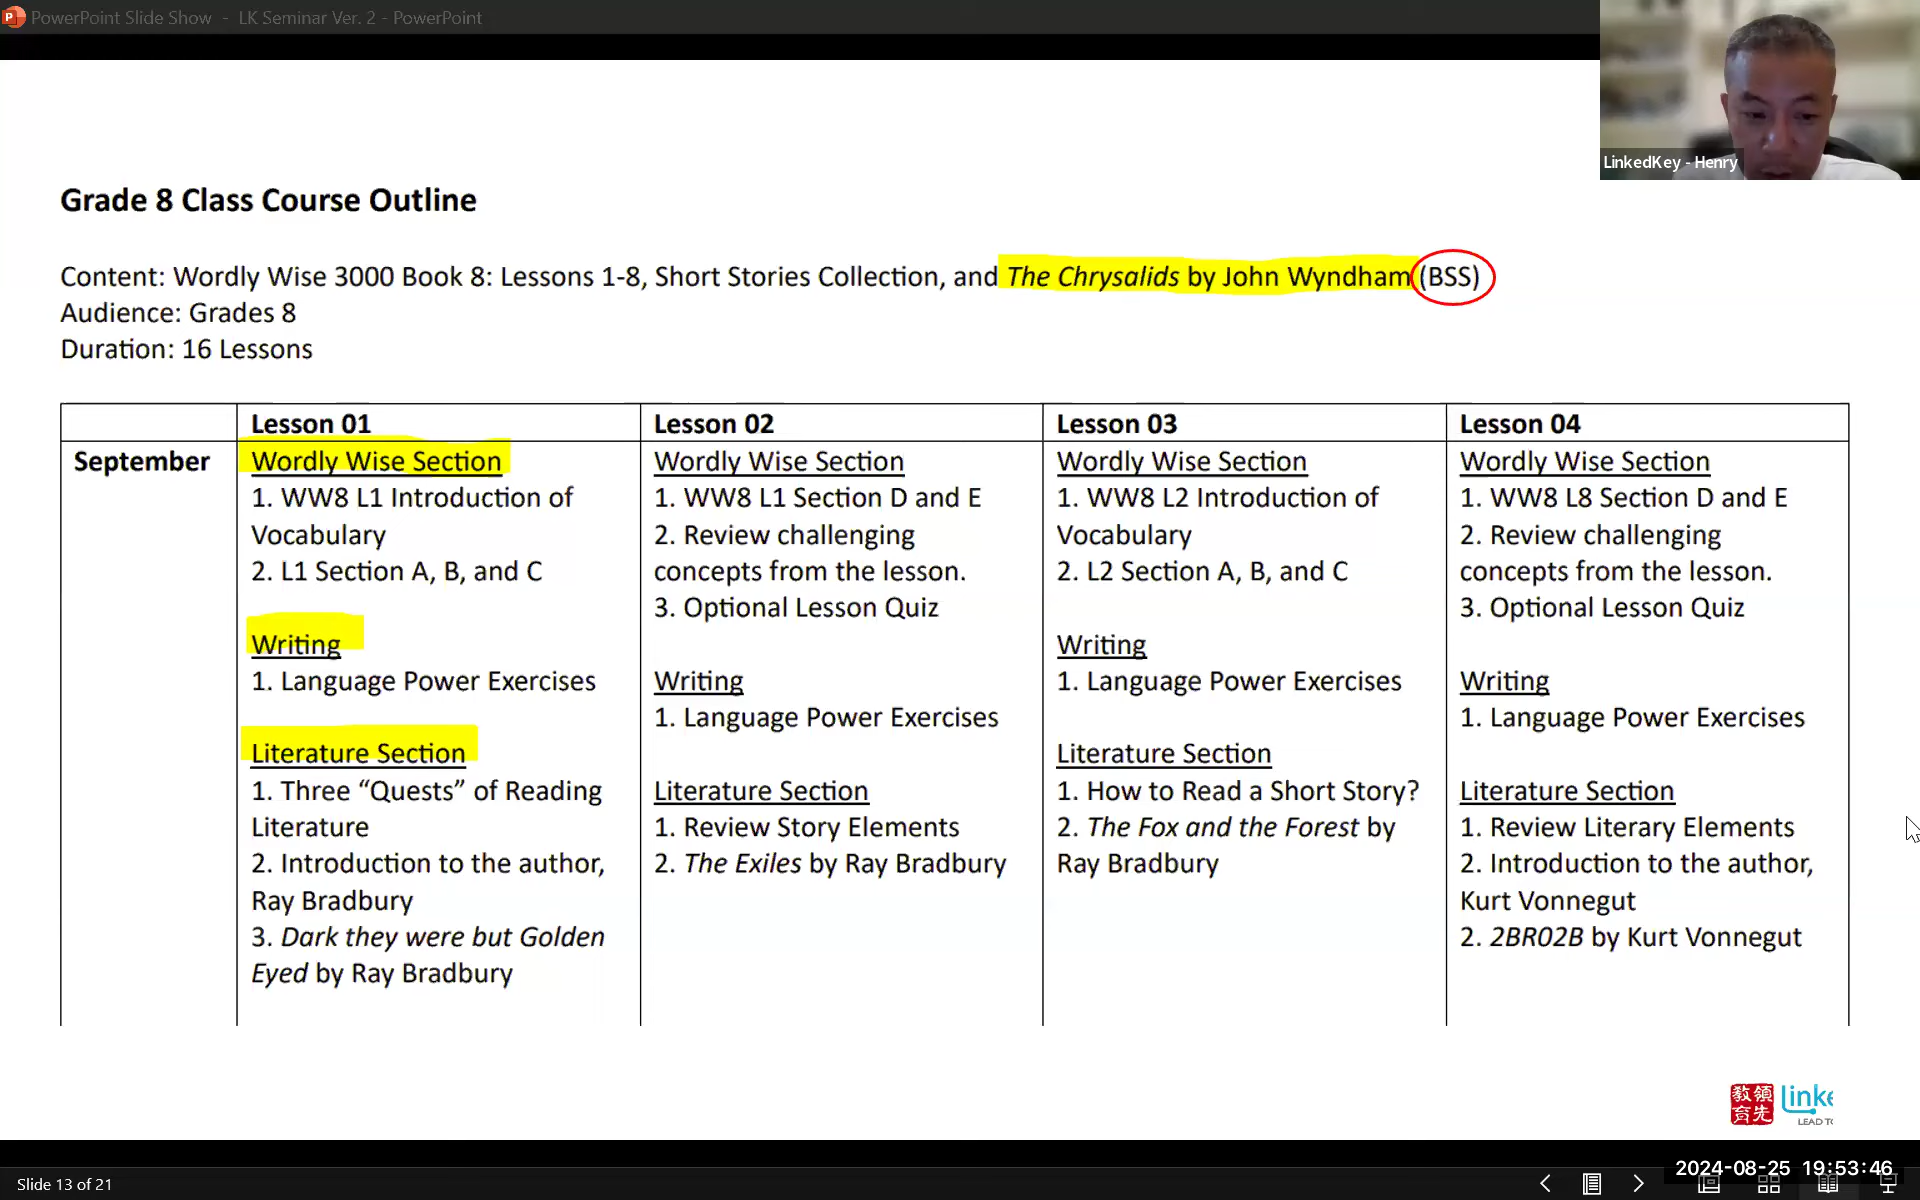 PowerPoint Slide Show - LK Seminar Ver. 2 - PowerPoint
LinkedKey - Henry
Grade 8 Class Course Outline
Content: Wordly Wise 3000 Book 8: Lessons 1-8, Short Stories Collection, and The Chrysalids by John Wyndham (BSS)
Audience: Grades 8
Duration: 16 Lessons
Lesson 01
Lesson 02
Lesson 03
Lesson 04
September
Wordly Wise Section
1. WW8 L1 Introduction of
Vocabulary
2. L1 Section A, B, and C
Writing
1. Language Power Exercises
Literature Section
1. Three “Quests” of Reading
Literature
2. Introduction to the author,
Ray Bradbury
3. Dark they were but Golden
Eyed by Ray Bradbury
Wordly Wise Section
1. WW8 L1 Section D and E
2. Review challenging
concepts from the lesson.
3. Optional Lesson Quiz
Writing
1. Language Power Exercises
Literature Section
1. Review Story Elements
2. The Exiles by Ray Bradbury
Wordly Wise Section
1. WW8 L2 Introduction of
Vocabulary
2. L2 Section A, B, and C
Writing
1. Language Power Exercises
Literature Section
1. How to Read a Short Story?
2. The Fox and the Forest by
Ray Bradbury
Wordly Wise Section
1. WW8 L8 Section D and E
2. Review challenging
concepts from the lesson.
3. Optional Lesson Quiz
Writing
1. Language Power Exercises
Literature Section
1. Review Literary Elements
2. Introduction to the author,
Kurt Vonnegut
2. 2BR02B by Kurt Vonnegut
教領
育先
Linke
LEAD TO
Slide 13 of 21
2024-08-25 19:53:46